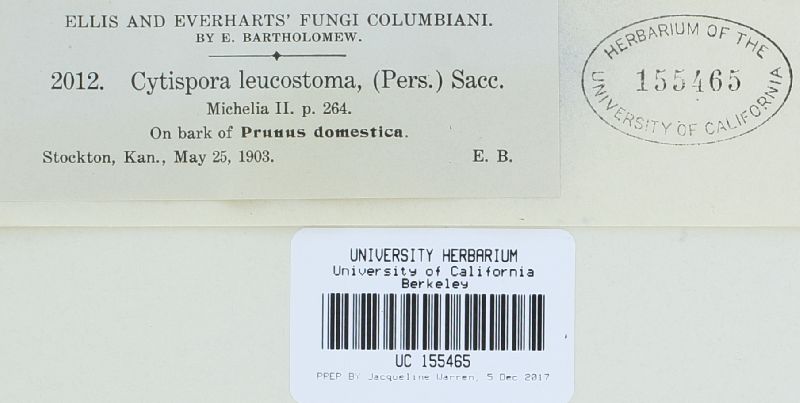 ELLIS AND EVERHARTS' FUNGI COLUMBIANI.
BY E. BARTHOLOMEW.
2012. Cytispora leucostoma, (Pers.) Sacc.
Michelia II. p. 264.
On bark of Prunus domestica.
Stockton, Kan., May 25, 1903. E. B.
HERBARIUM OF THE
155465
UNIVERSITY OF CALIFORNIA
UNIVERSITY HERBARIUM
University of California
Berkeley
UC 155465
PREP BY Jacqueline Warren, 5 Dec 2017